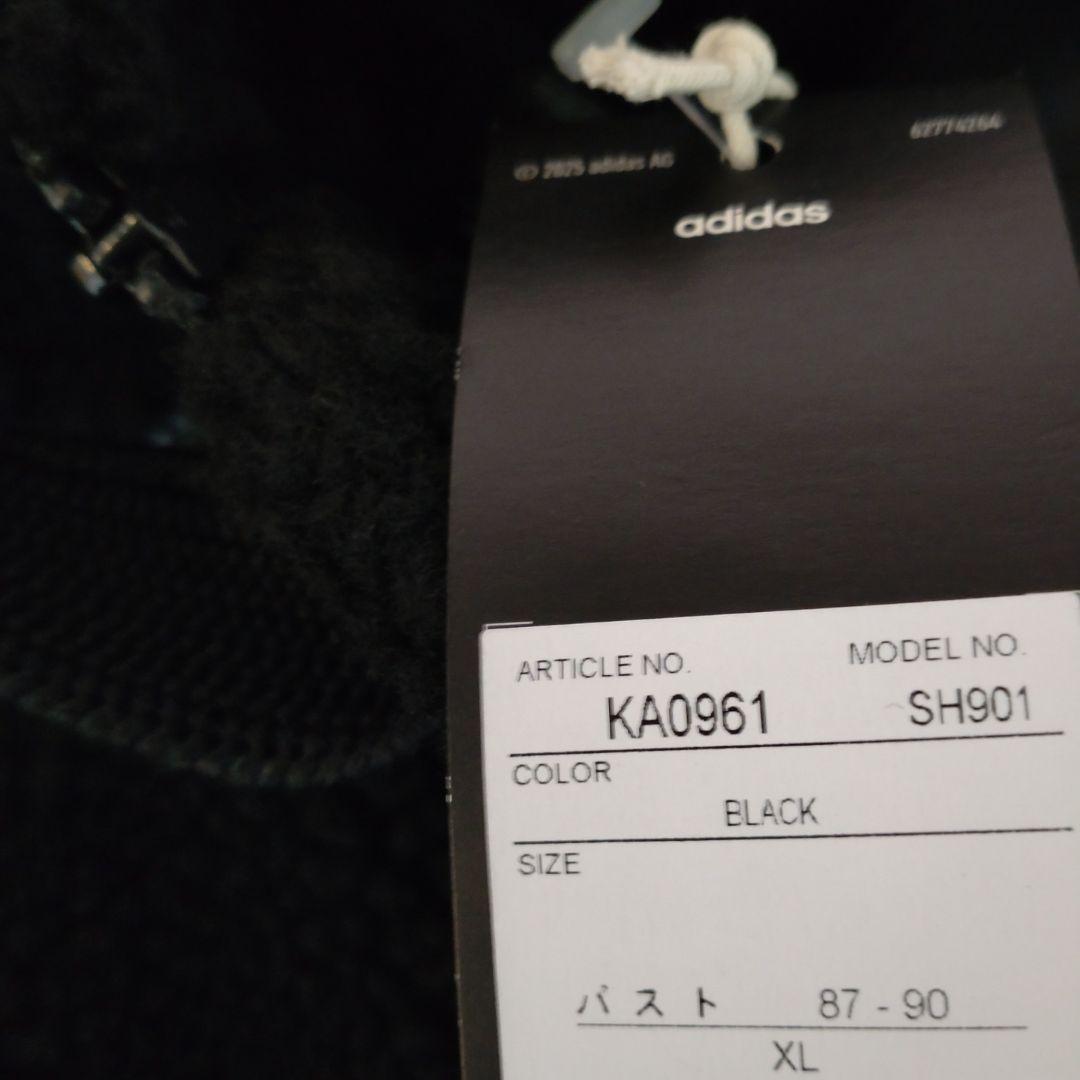 © 2025 adidas AG
62774264
adidas
ARTICLE NO. MODEL NO.
KA0961 SH901
COLOR
BLACK
SIZE
バスト 87 - 90
XL